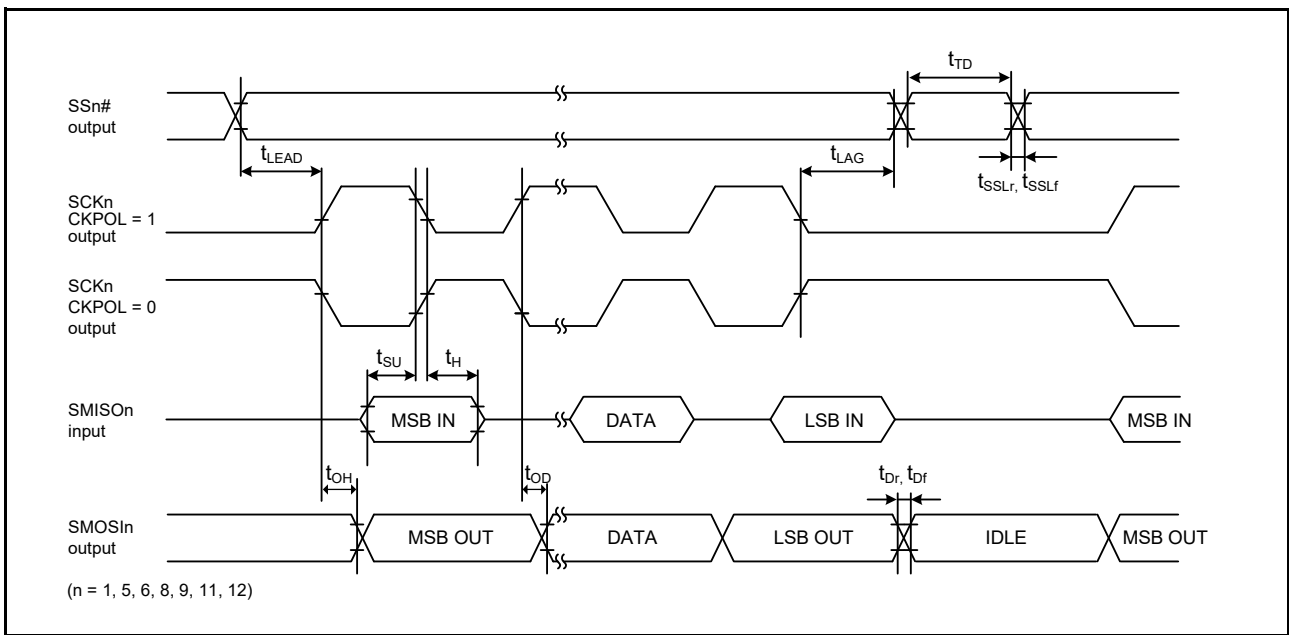 tTD
SSn#
output
tLEAD
tLAG
tSSLr, tSSLf
SCKn
CKPOL = 1
output
SCKn
CKPOL = 0
output
tSU
tH
SMISOn
input
MSB IN
DATA
LSB IN
MSB IN
tOH
tOD
tDr, tDf
SMOSIn
output
MSB OUT
DATA
LSB OUT
IDLE
MSB OUT
(n = 1, 5, 6, 8, 9, 11, 12)